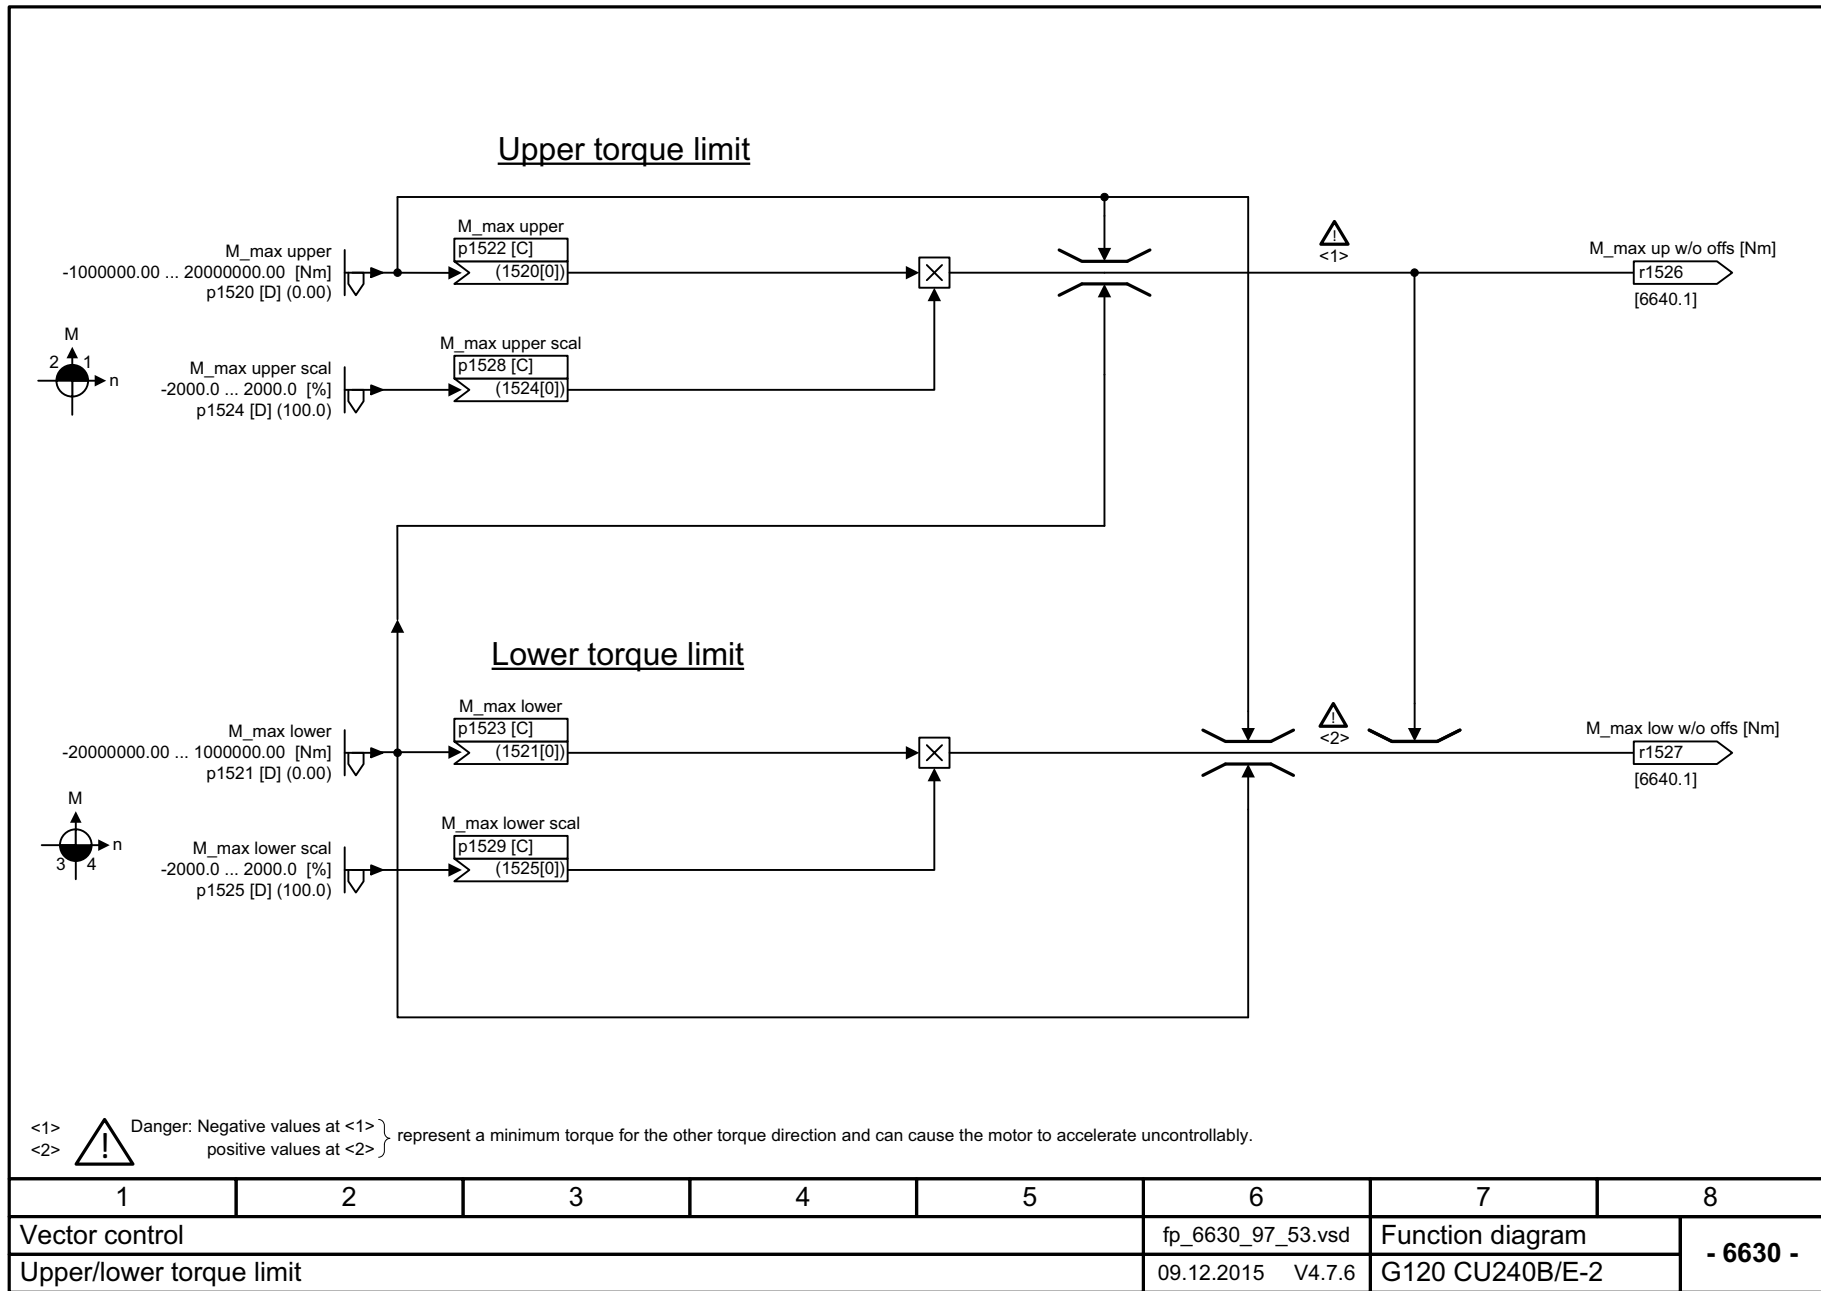 Upper torque limit
M_max upper
-1000000.00 ... 20000000.00 [Nm]
p1520 [D] (0.00)
M_max upper
p1522 [C]
(1520[0])
<1>
M_max up w/o offs [Nm]
r1526
[6640.1]
M
2 1
n
M_max upper scal
-2000.0 ... 2000.0 [%]
p1524 [D] (100.0)
M_max upper scal
p1528 [C]
(1524[0])
Lower torque limit
M_max lower
-20000000.00 ... 1000000.00 [Nm]
p1521 [D] (0.00)
M_max lower
p1523 [C]
(1521[0])
<2>
M_max low w/o offs [Nm]
r1527
[6640.1]
M
n
3 4
M_max lower scal
-2000.0 ... 2000.0 [%]
p1525 [D] (100.0)
M_max lower scal
p1529 [C]
(1525[0])
<1>
<2>
Danger: Negative values at <1>
positive values at <2>
represent a minimum torque for the other torque direction and can cause the motor to accelerate uncontrollably.
1 2 3 4 5 6 7 8
Vector control
fp_6630_97_53.vsd
Function diagram
- 6630 -
Upper/lower torque limit
09.12.2015 V4.7.6
G120 CU240B/E-2